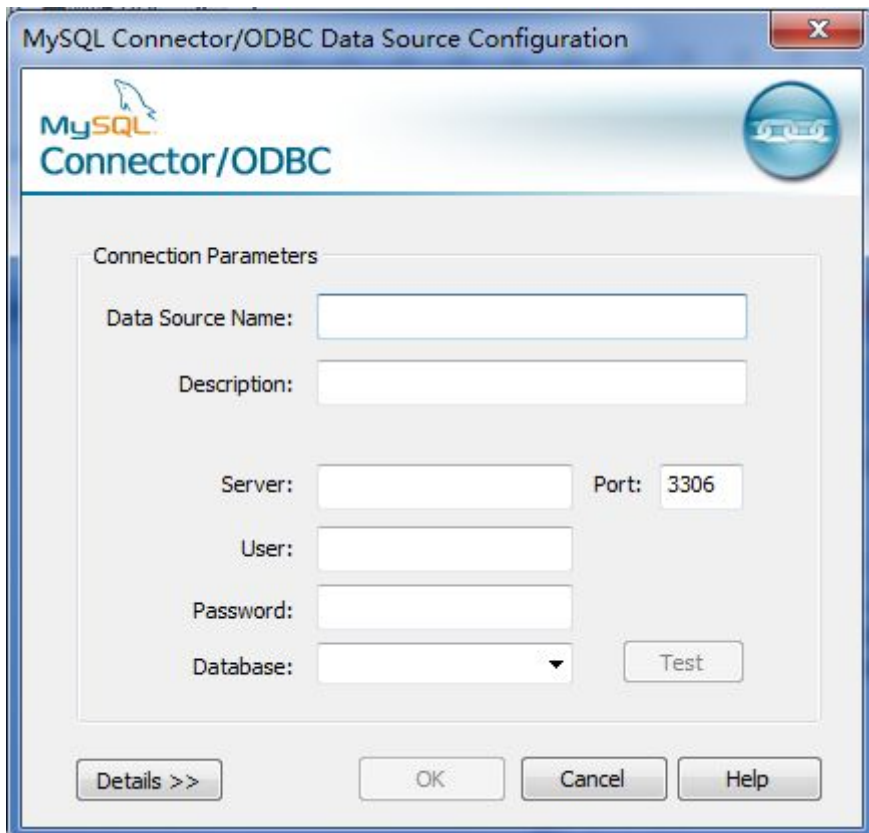 MySQL Connector/ODBC Data Source Configuration
MySQL
Connector/ODBC
Connection Parameters
Data Source Name:
Description:
Server:
Port: 3306
User:
Password:
Database:
Test
Details >>
OK
Cancel
Help